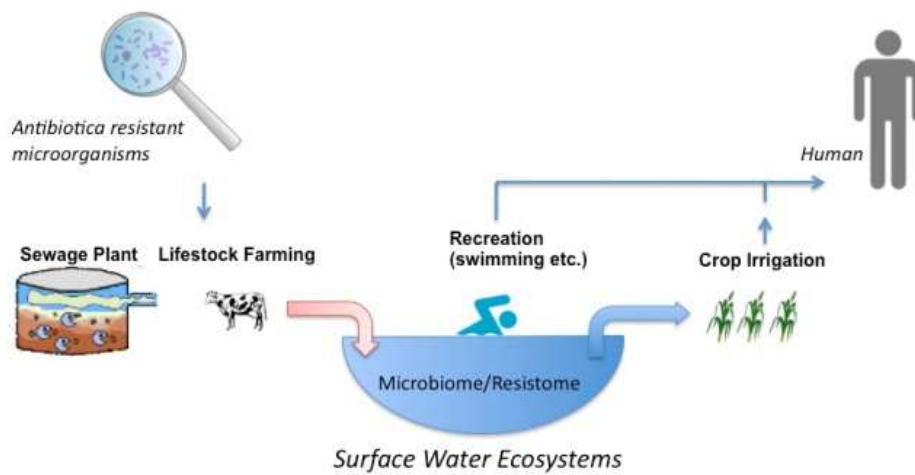 Antibiotica resistant
microorganisms
Human
Sewage Plant
Lifestock Farming
Recreation
(swimming etc.)
Crop Irrigation
Microbiome/Resistome
Surface Water Ecosystems